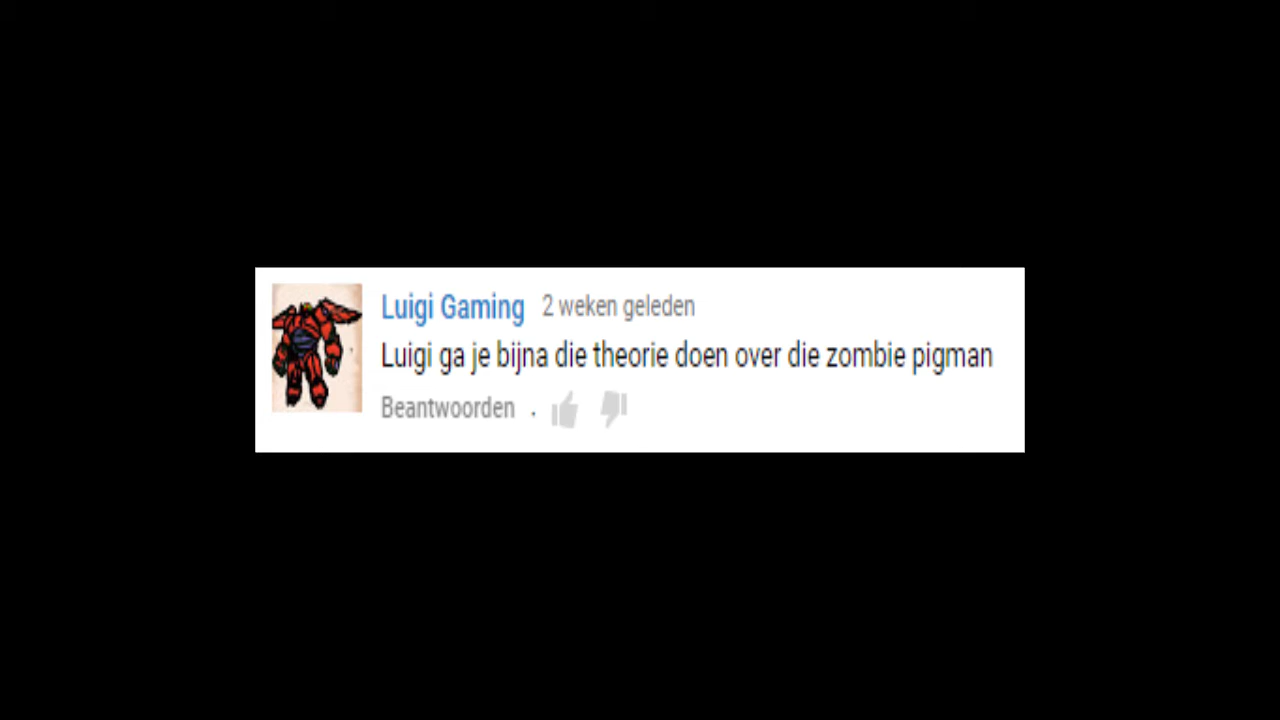 Luigi Gaming 2 weken geleden
Luigi ga je bijna die theorie doen over die zombie pigman
Beantwoorden .